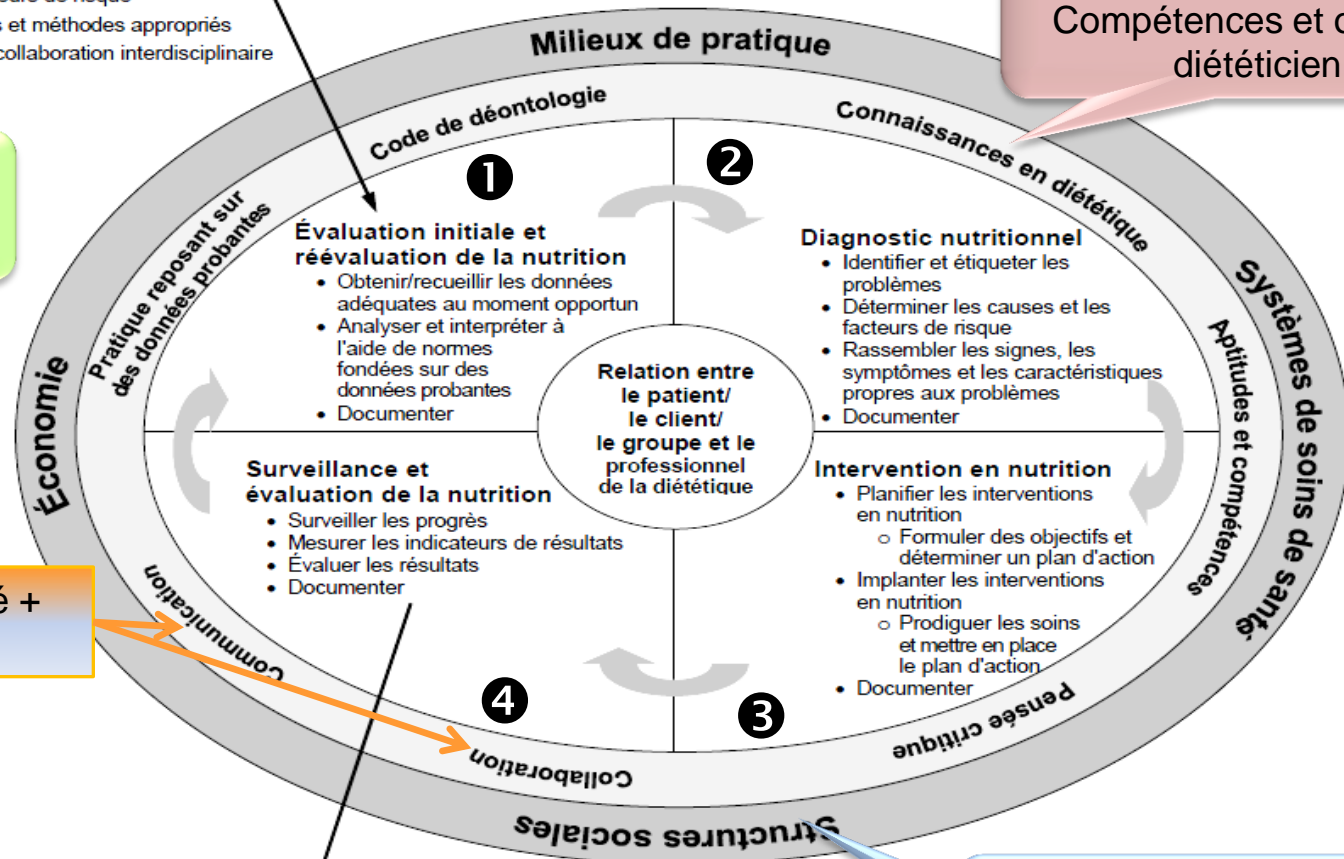 s et méthodes appropriés
collaboration interdisciplinaire
Compétences et
diététicien
Milieux de pratique
Code de déontologie
Connaissances en diététique
Pratique reposant sur
des données probantes
Économie
Systèmes de soins de santé
Aptitudes et compétences
❶
❷
Évaluation initiale et
réévaluation de la nutrition
• Obtenir/recueillir les données
adéquates au moment opportun
• Analyser et interpréter à
l'aide de normes
fondées sur des
données probantes
• Documenter
Diagnostic nutritionnel
• Identifier et étiqueter les
problèmes
• Déterminer les causes et les
facteurs de risque
• Rassembler les signes, les
symptômes et les caractéristiques
propres aux problèmes
• Documenter
Relation entre
le patient/
le client/
le groupe et le
professionnel
de la diététique
Surveillance et
évaluation de la nutrition
• Surveiller les progrès
• Mesurer les indicateurs de résultats
• Évaluer les résultats
• Documenter
Intervention en nutrition
• Planifier les interventions
en nutrition
o Formuler des objectifs et
déterminer un plan d'action
• Implanter les interventions
en nutrition
o Prodiguer les soins
et mettre en place
le plan d'action
• Documenter
é +
❹
❸
Communication
Collaboration
Pensée critique
Structures sociales